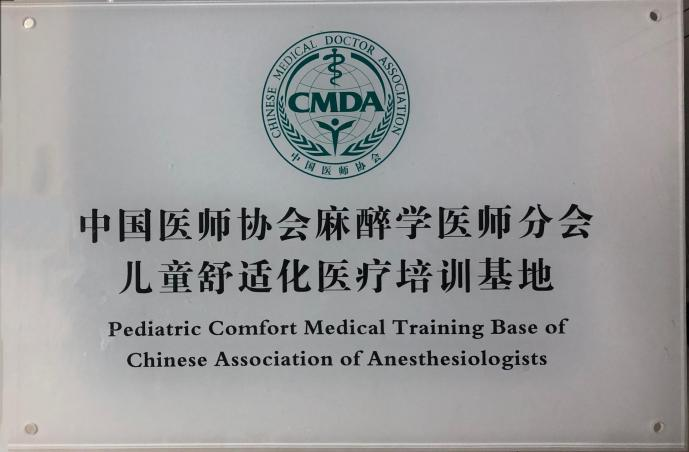 CHINESE MEDICAL DOCTOR ASSOCIATION
CMDA
中国医师协会
中国医师协会麻醉学医师分会
儿童舒适化医疗培训基地
Pediatric Comfort Medical Training Base of
Chinese Association of Anesthesiologists